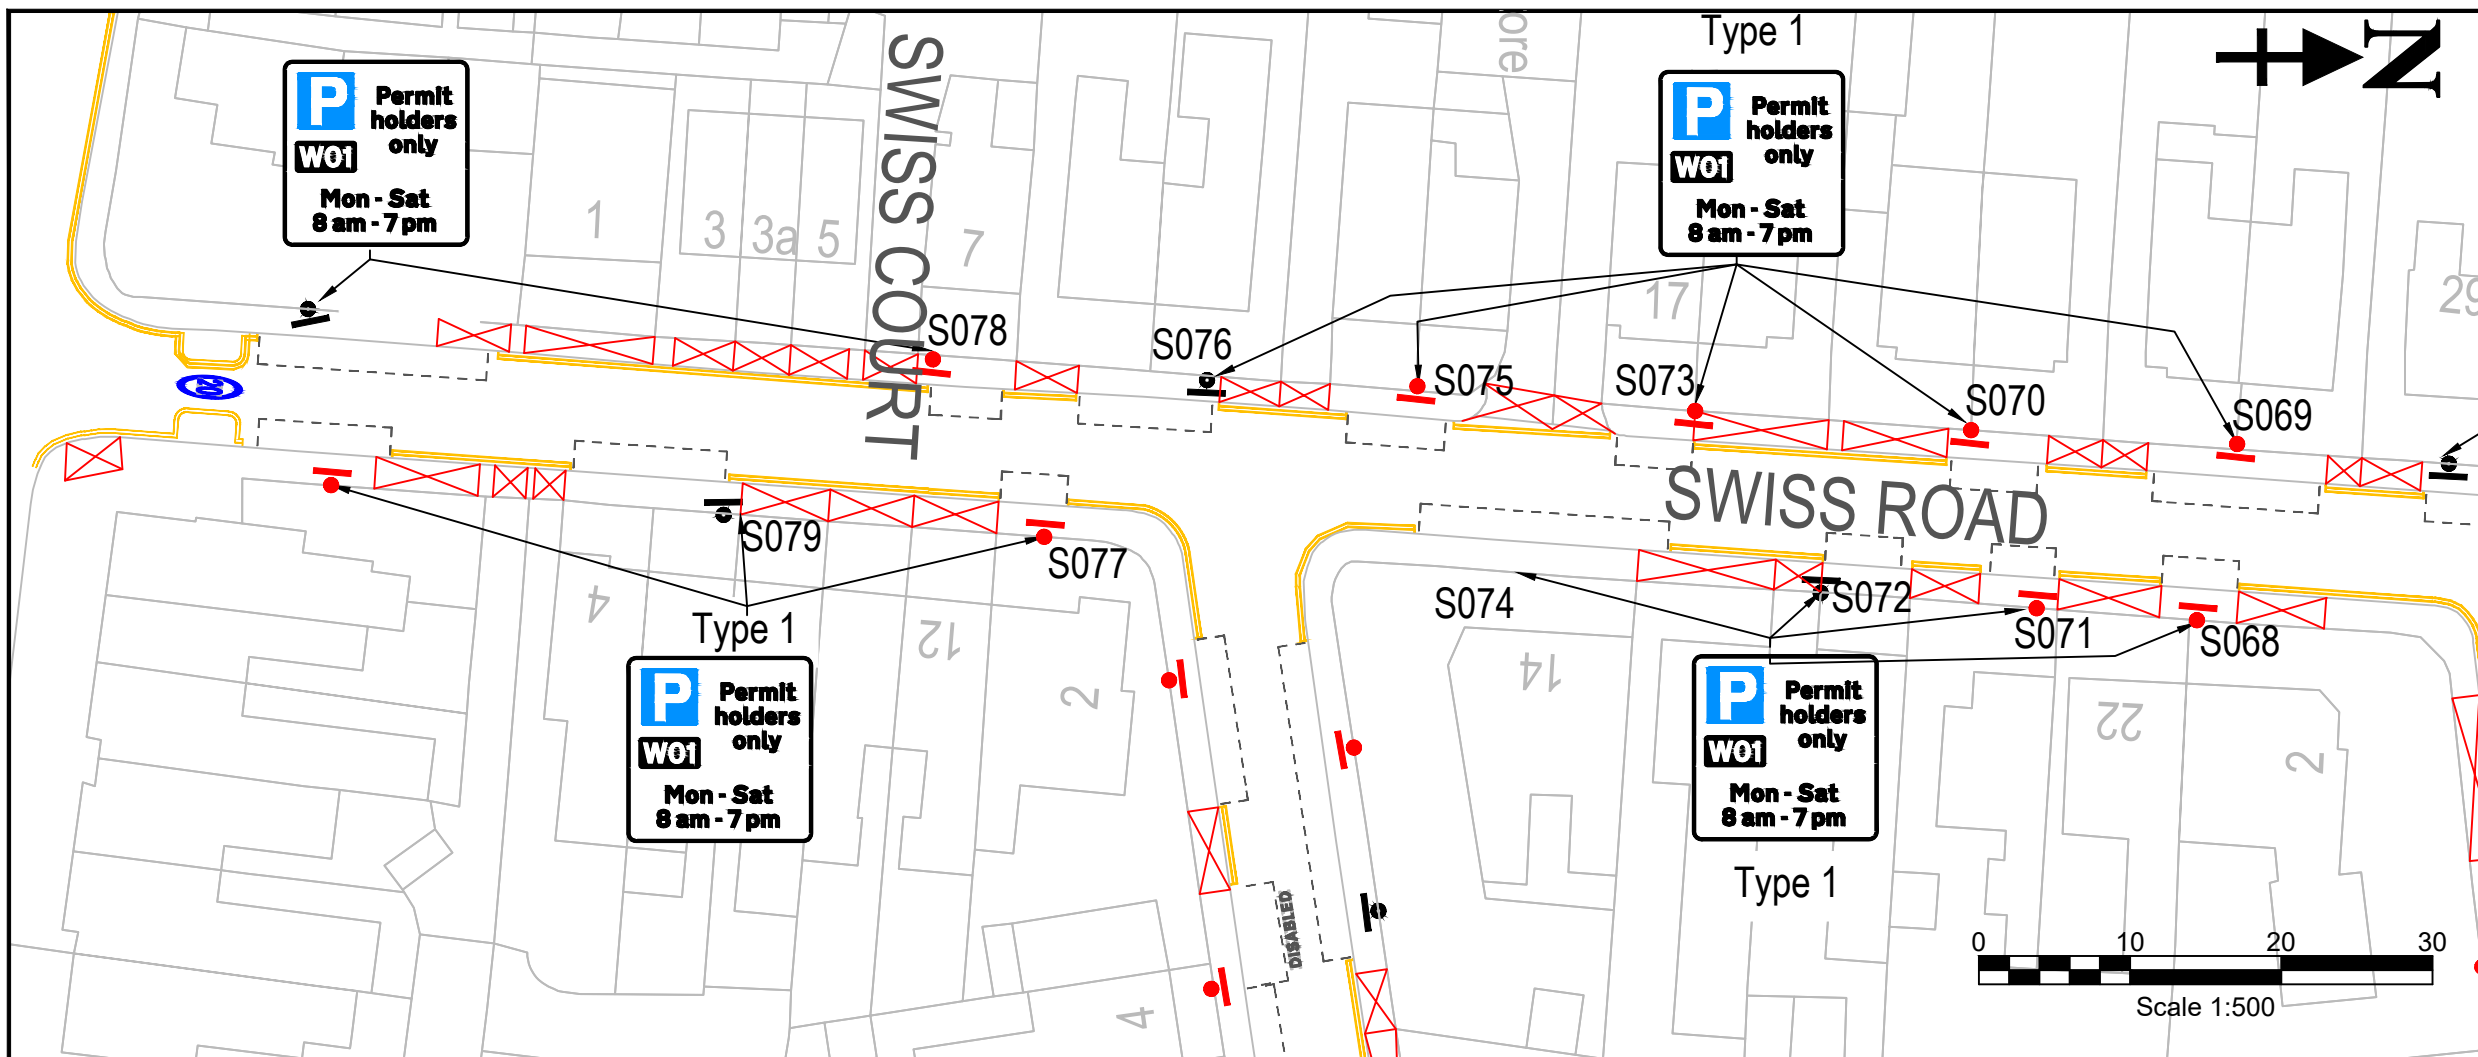 Type 1
ore
N
P Permit
holders
only
W01
Mon - Sat
8 am - 7 pm
P Permit
holders
only
W01
Mon - Sat
8 am - 7 pm
SWISS COURT
1
3
3a
5
7
17
29
20
S078
S076
S075
S073
S070
S069
SWISS ROAD
S079
S077
S074
S072
S071
S068
4
12
2
14
22
2
4
Type 1
P Permit
holders
only
W01
Mon - Sat
8 am - 7 pm
P Permit
holders
only
W01
Mon - Sat
8 am - 7 pm
Type 1
DISABLED
0 10 20 30
Scale 1:500